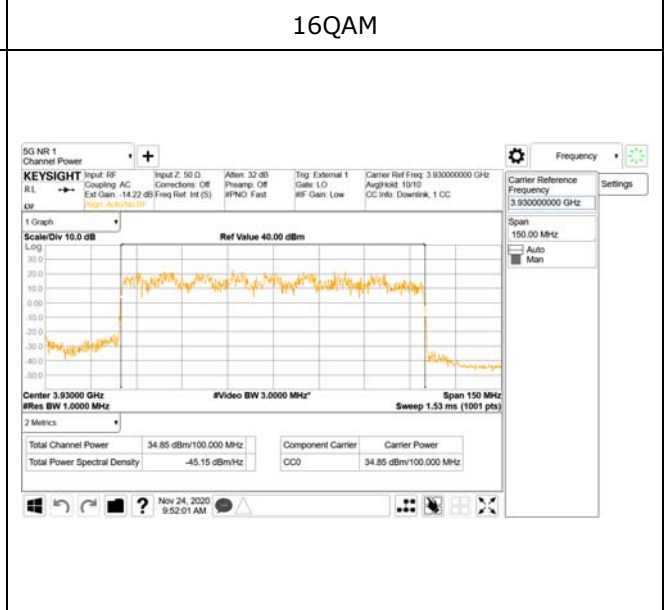 16QAM
5G NR 1
Channel Power
Frequency
KEYSIGHT
Input: RF
Input Z: 50 Ω
Atten: 32 dB
Trig: External 1
Carrier Ref Freq: 3.930000000 GHz
RL
Coupling: AC
Corrections: Off
Preamp: Off
Gate: LO
Avg|Hold: 10/10
Ext Gain: -14.22 dB
Freq Ref: Int (S)
#PNO: Fast
#IF Gain: Low
CC Info: Downlink, 1 CC
Align: Auto/No RF
Carrier Reference
Frequency
3.930000000 GHz
Settings
Span
150.00 MHz
Auto
Man
1 Graph
Scale/Div 10.0 dB
Ref Value 40.00 dBm
Log
30.0
20.0
10.0
0.00
-10.0
-20.0
-30.0
-40.0
-50.0
Center 3.93000 GHz
#Video BW 3.0000 MHz*
Span 150 MHz
#Res BW 1.0000 MHz
Sweep 1.53 ms (1001 pts)
2 Metrics
Total Channel Power
34.85 dBm/100.000 MHz
Component Carrier
Carrier Power
Total Power Spectral Density
-45.15 dBm/Hz
CC0
34.85 dBm/100.000 MHz
?
Nov 24, 2020
9:52:01 AM